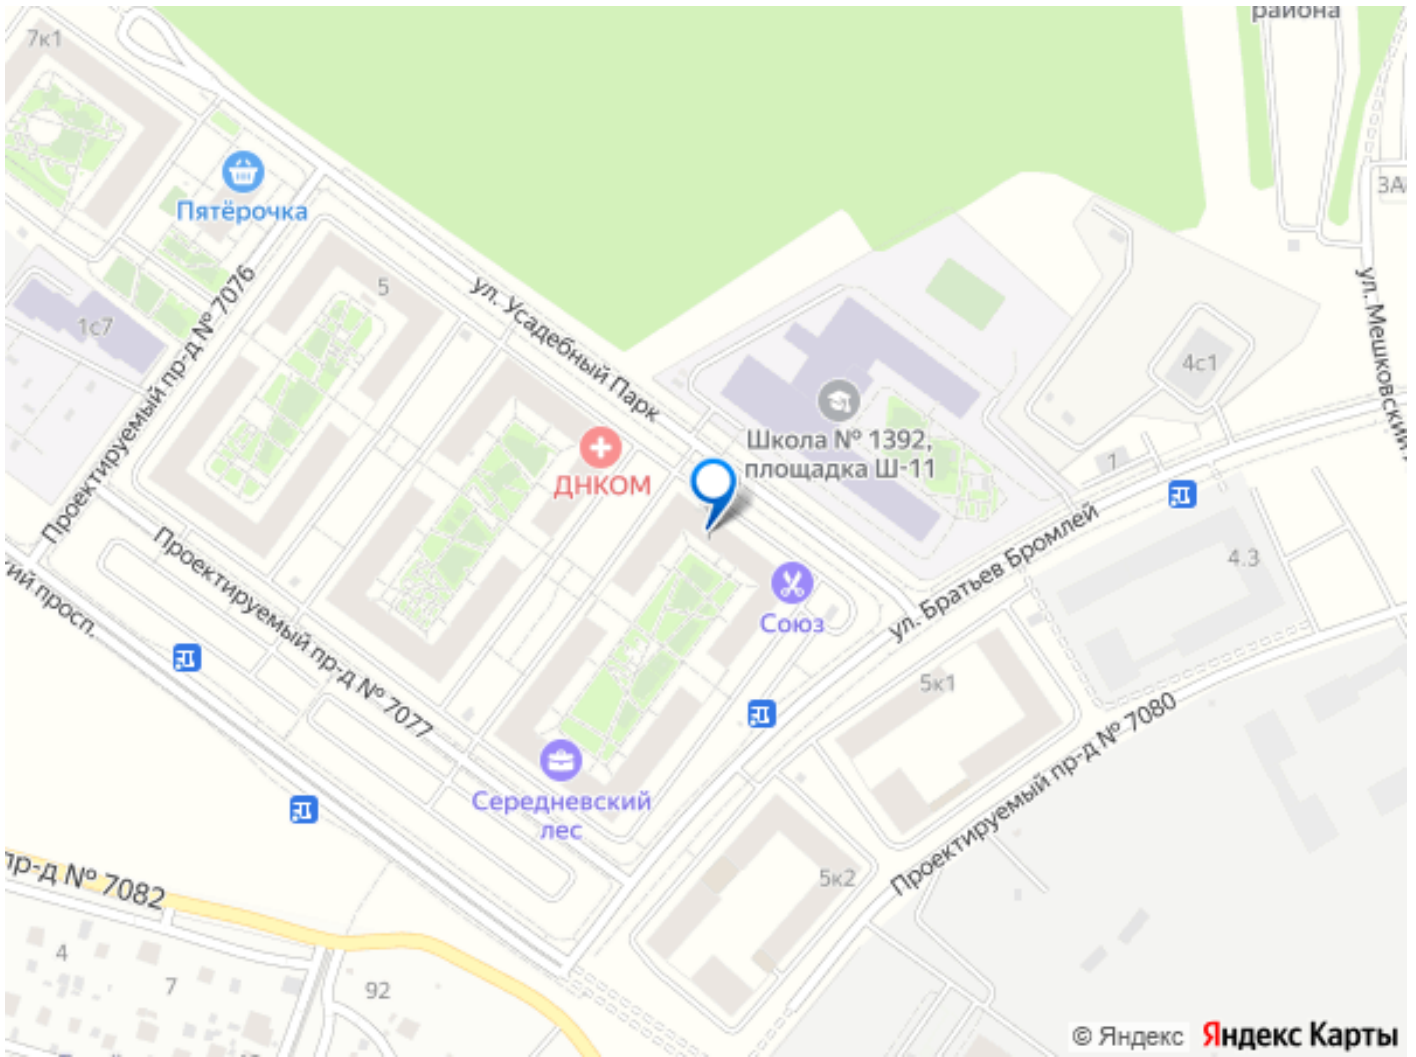 района
7к1
Пятёрочка
3А
Проектируемый пр-д № 7076
5
ул. Усадебный Парк
1с7
ул. Мешковский
4с1
Школа № 1392,
площадка Ш-11
ДНКОМ
1
4.3
Проектируемый пр-д № 7077
просп.
Союз
ул. Братьев Бромлей
5к1
Середневский
лес
Проектируемый пр-д № 7080
5к2
пр-д № 7082
4
7
92
© Яндекс Яндекс Карты